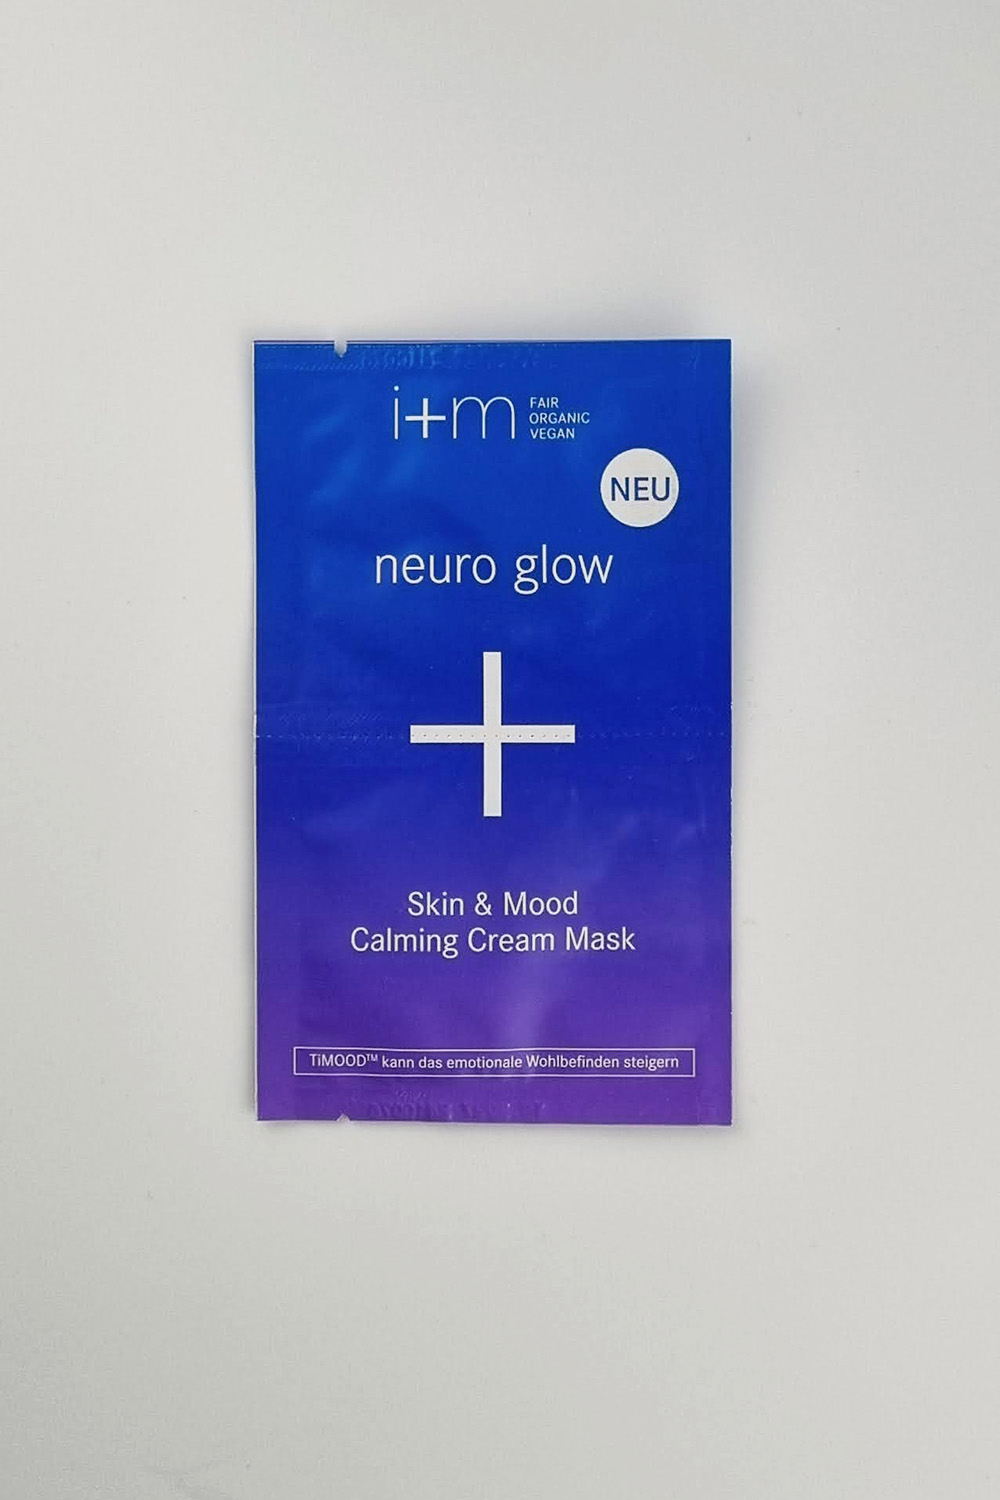 i+m
FAIR
ORGANIC
VEGAN
NEU
neuro glow
Skin & Mood
Calming Cream Mask
TiMOOD™ kann das emotionale Wohlbefinden steigern